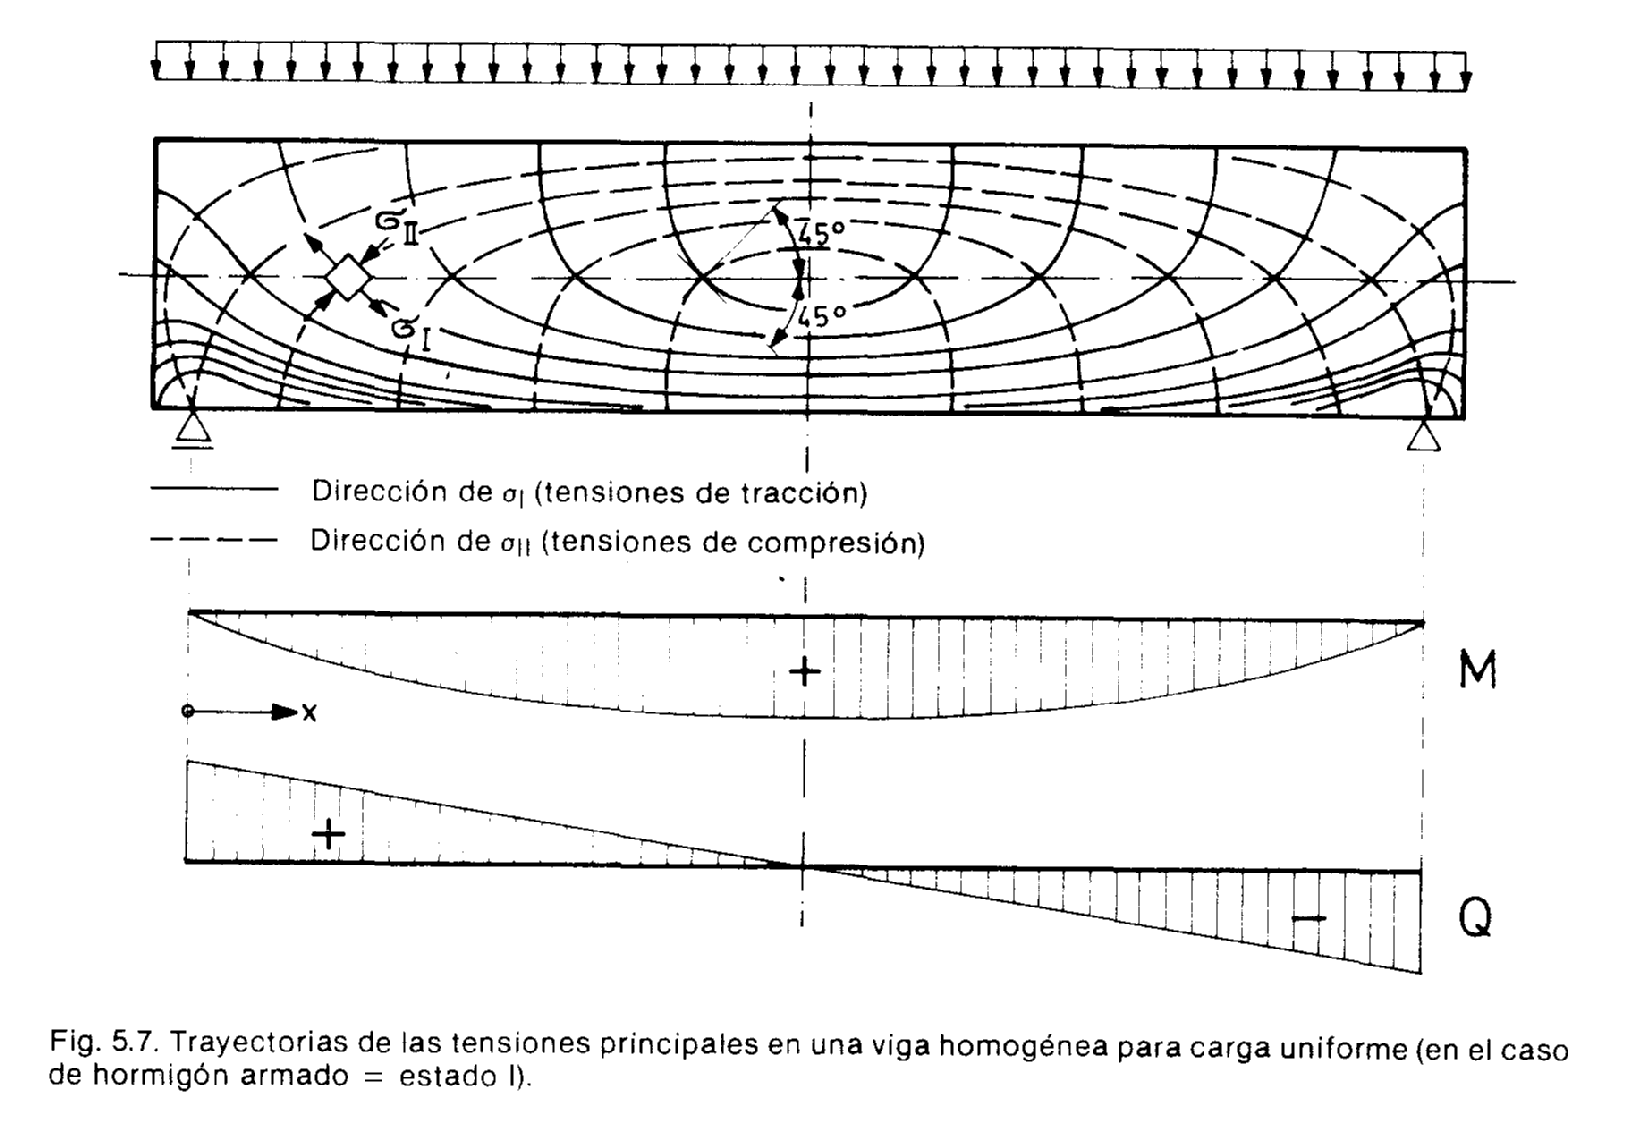 σII
45°
45°
σI
Dirección de σI (tensiones de tracción)
Dirección de σII (tensiones de compresión)
+
M
x
+
−
Q
Fig. 5.7. Trayectorias de las tensiones principales en una viga homogénea para carga uniforme (en el caso
de hormigón armado = estado I).